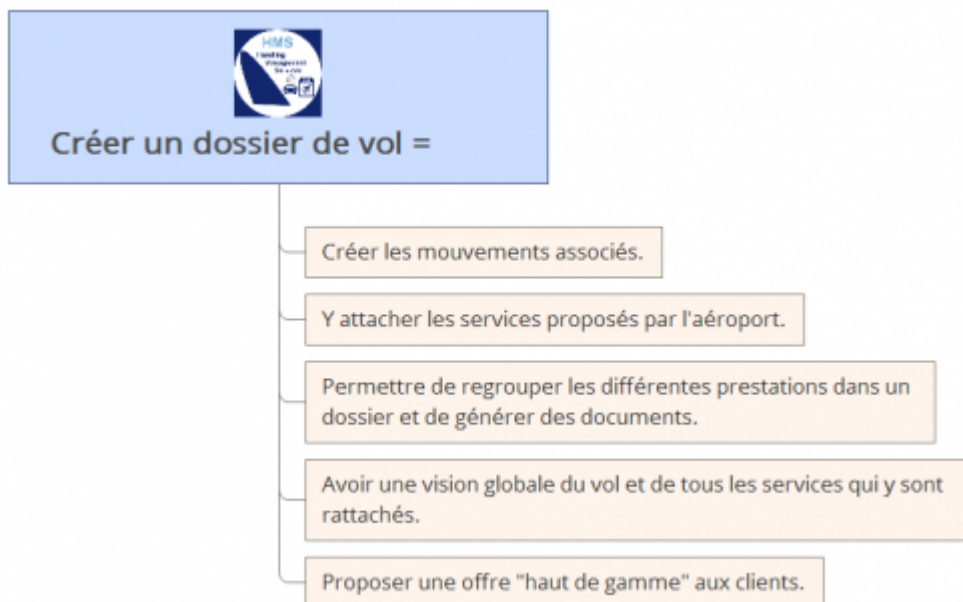 HMS
Handling
Management
Créer un dossier de vol =
Créer les mouvements associés.
Y attacher les services proposés par l'aéroport.
Permettre de regrouper les différentes prestations dans un
dossier et de générer des documents.
Avoir une vision globale du vol et de tous les services qui y sont
rattachés.
Proposer une offre "haut de gamme" aux clients.